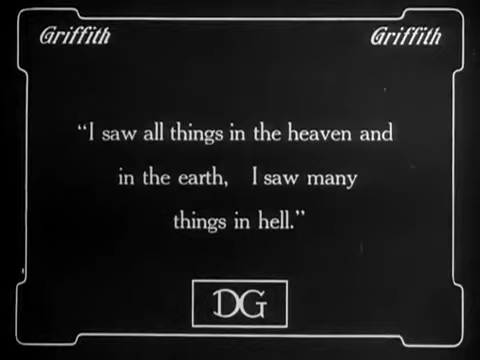 Griffith Griffith
“I saw all things in the heaven and
in the earth, I saw many
things in hell.”
DG